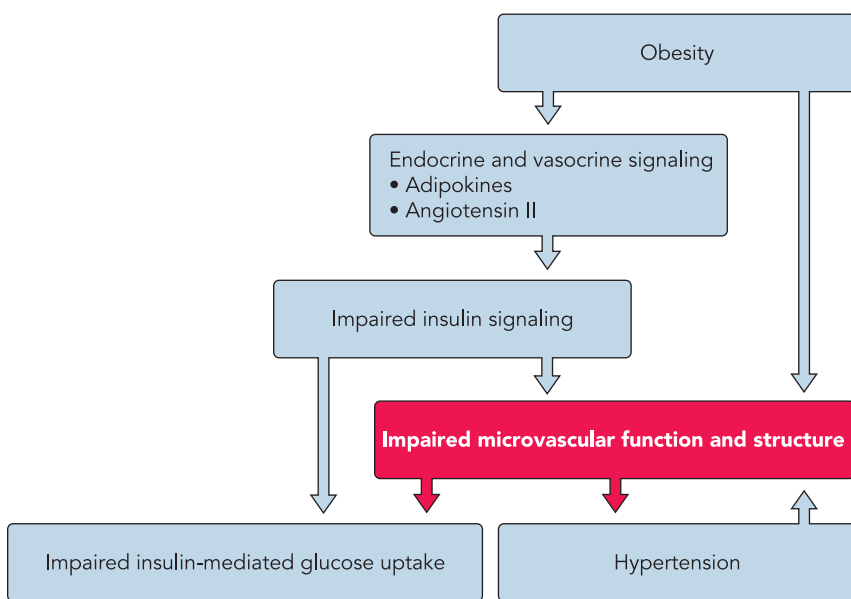 Obesity
Endocrine and vasocrine signaling
• Adipokines
• Angiotensin II
Impaired insulin signaling
Impaired microvascular function and structure
Impaired insulin-mediated glucose uptake
Hypertension